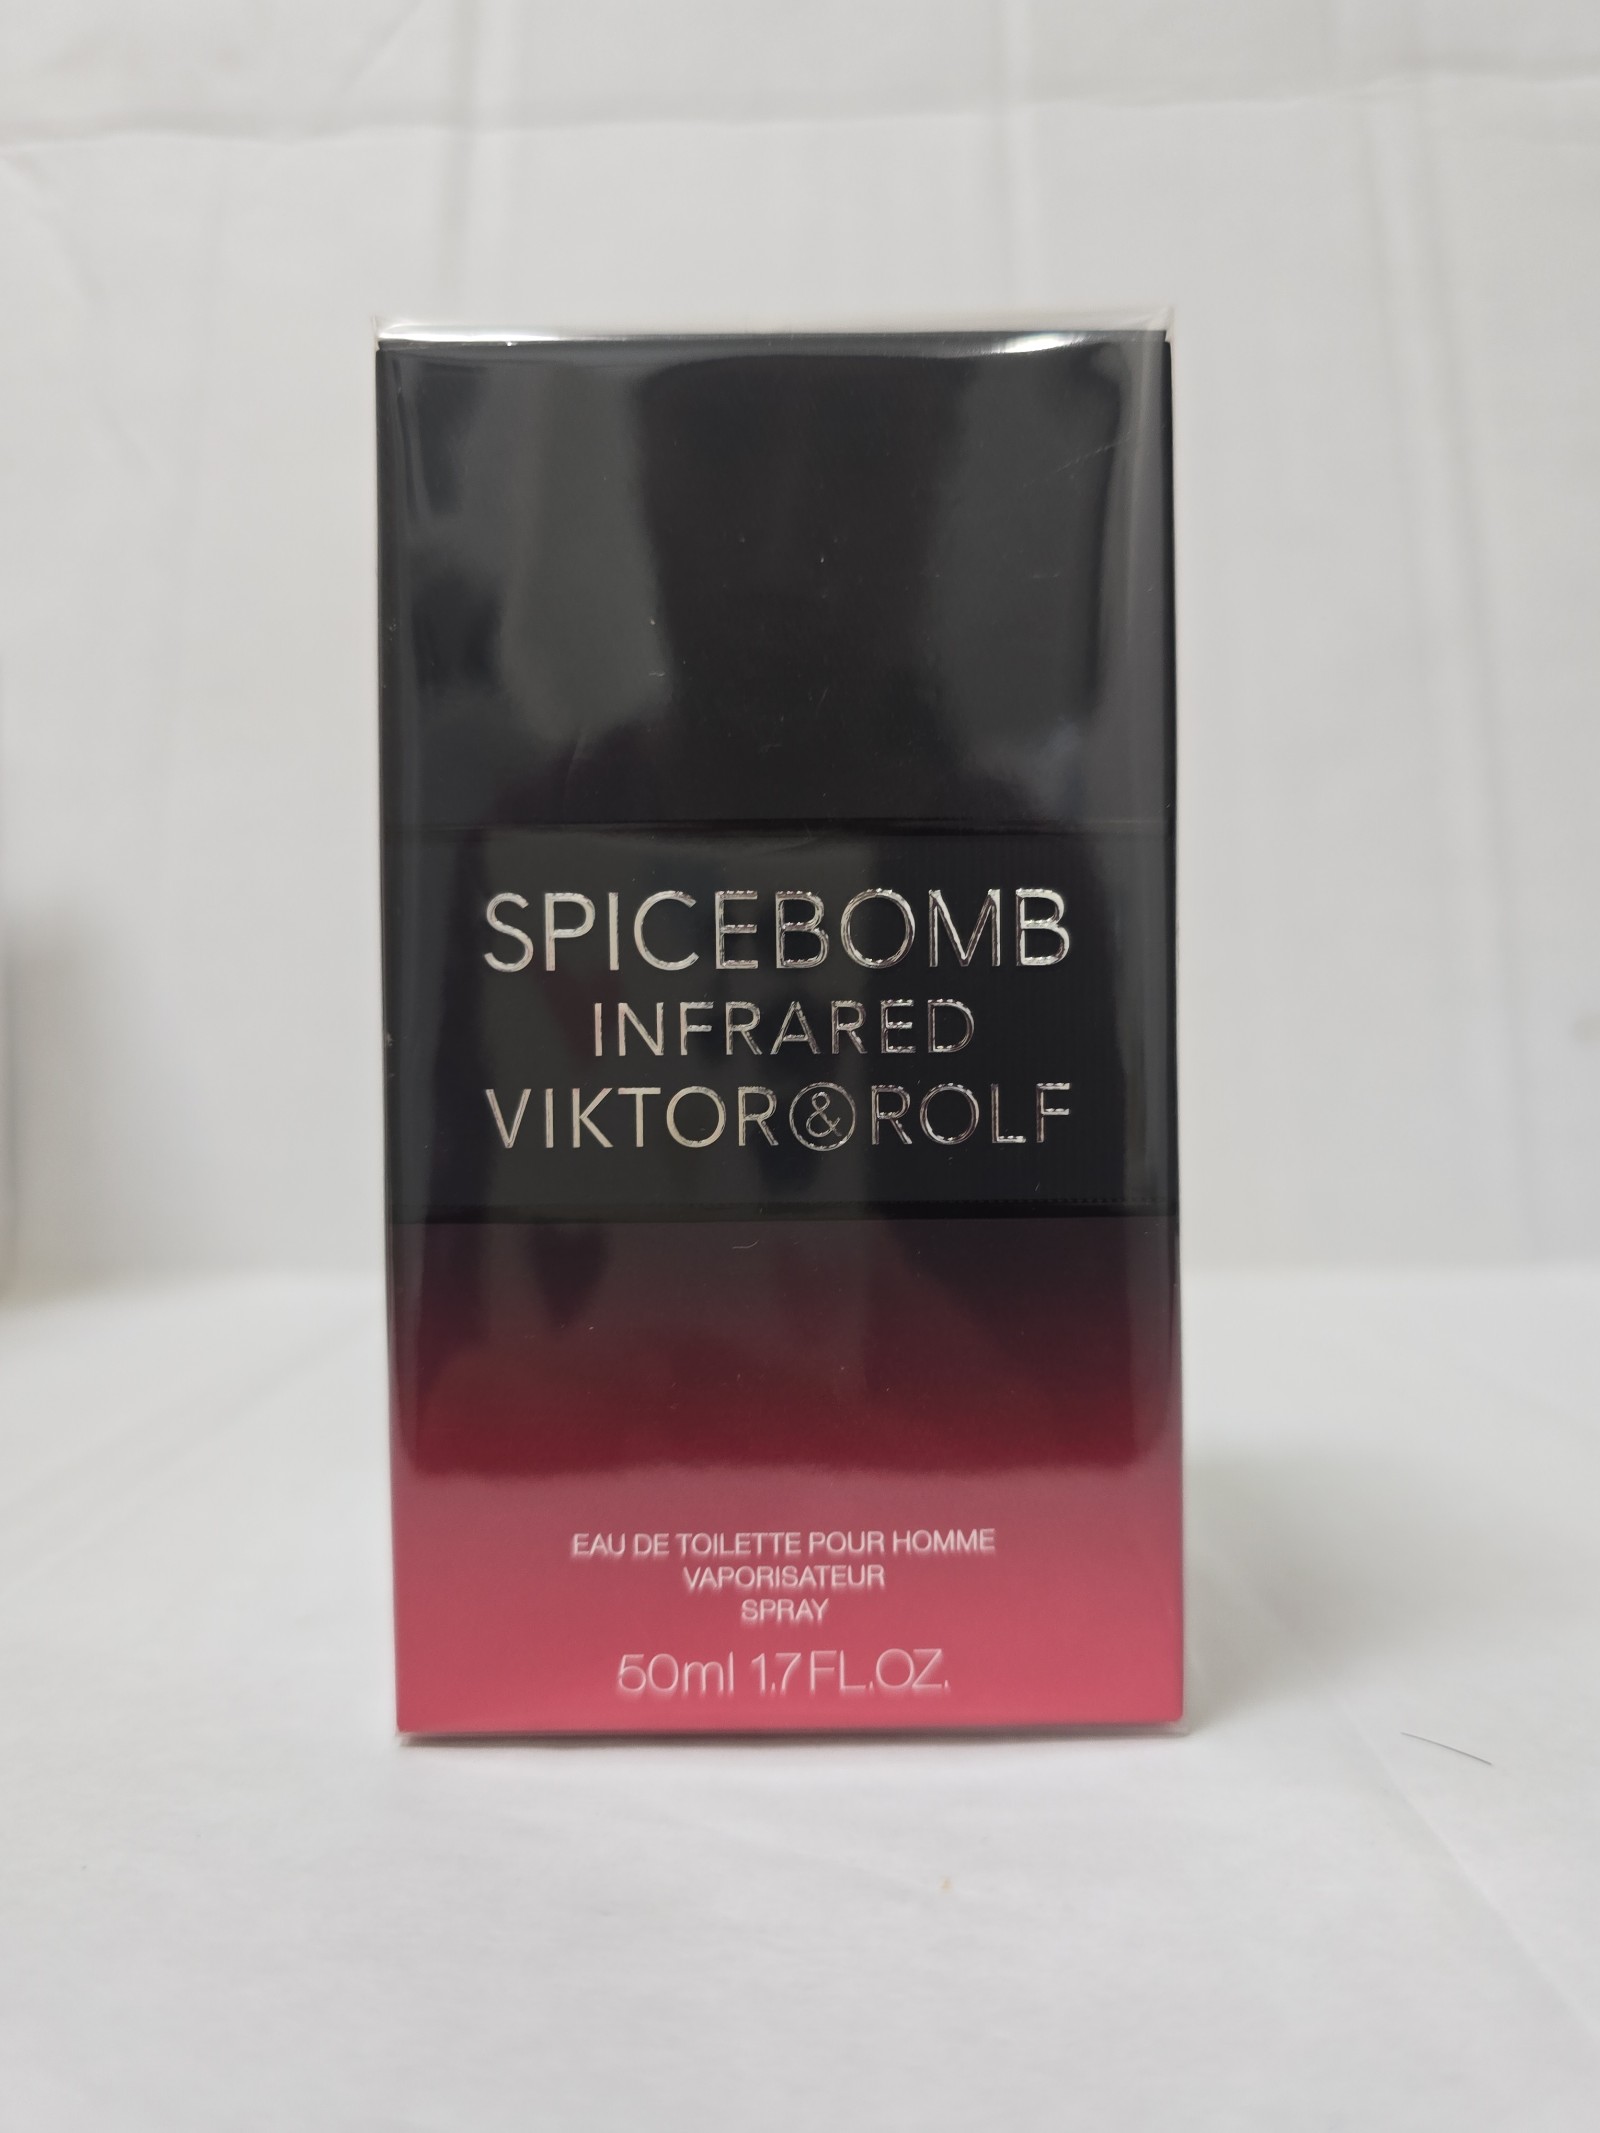 SPICEBOMB
INFRARED
VIKTOR&ROLF
EAU DE TOILETTE POUR HOMME
VAPORISATEUR
SPRAY
50ml 1.7 FL.OZ.